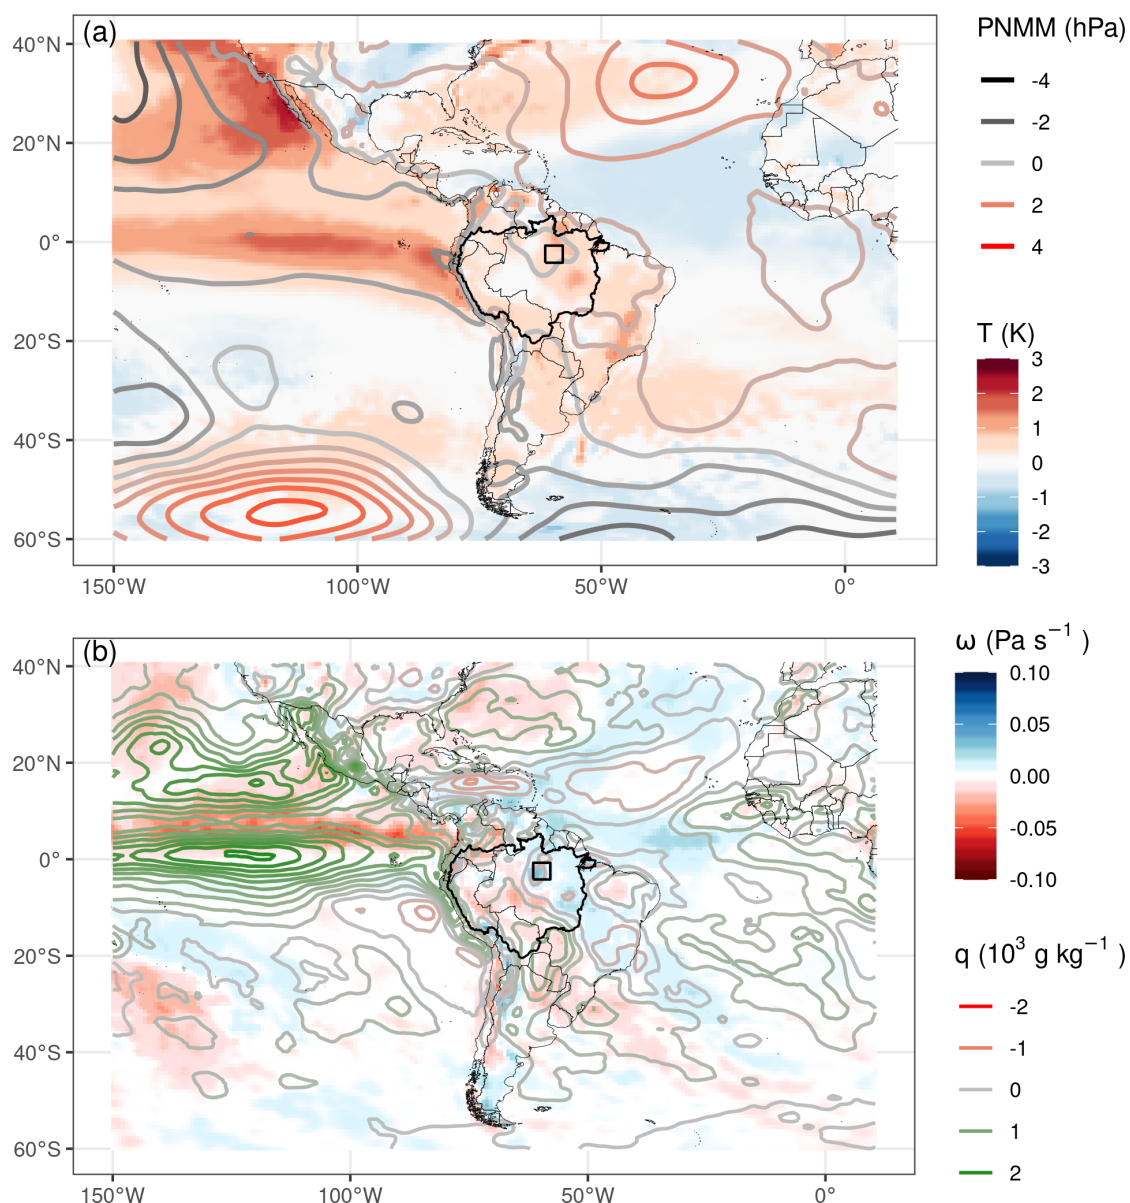 (a)
40°N
20°N
0°
20°S
40°S
60°S
150°W 100°W 50°W 0°
PNMM (hPa)
-4
-2
0
2
4
T (K)
3
2
1
0
-1
-2
-3
(b)
40°N
20°N
0°
20°S
40°S
60°S
150°W 100°W 50°W 0°
ω (Pa s⁻¹ )
0.10
0.05
0.00
-0.05
-0.10
q (10³ g kg⁻¹ )
-2
-1
0
1
2